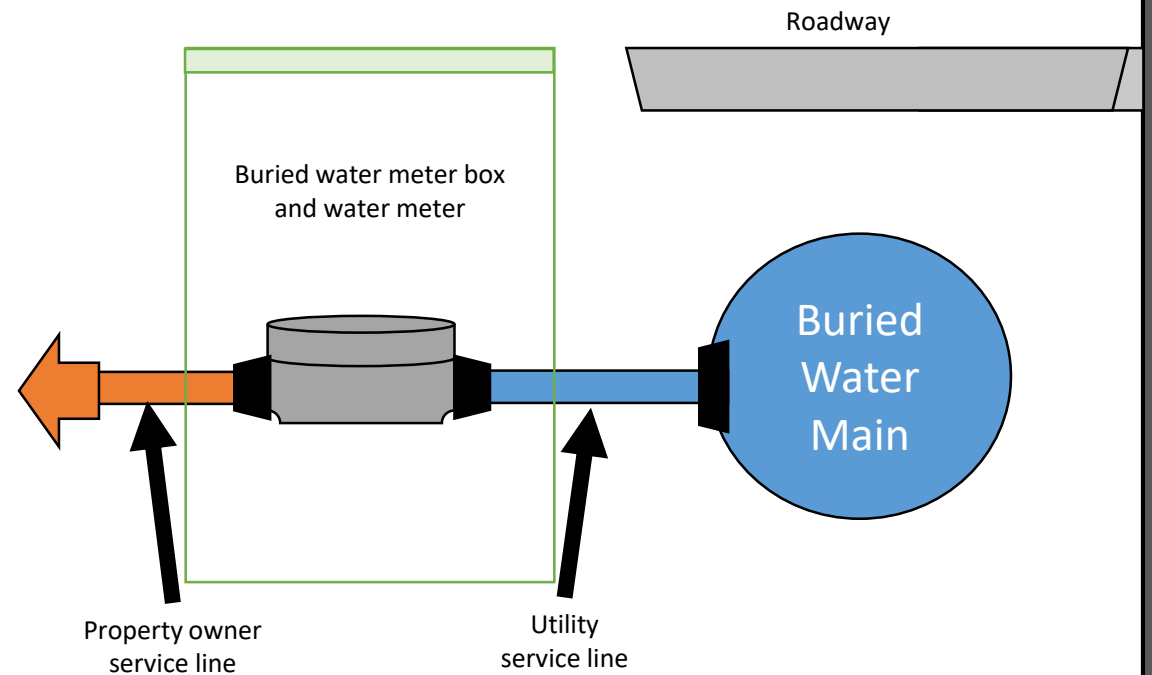 Roadway
Buried water meter box
and water meter
Buried
Water
Main
Property owner
service line
Utility
service line